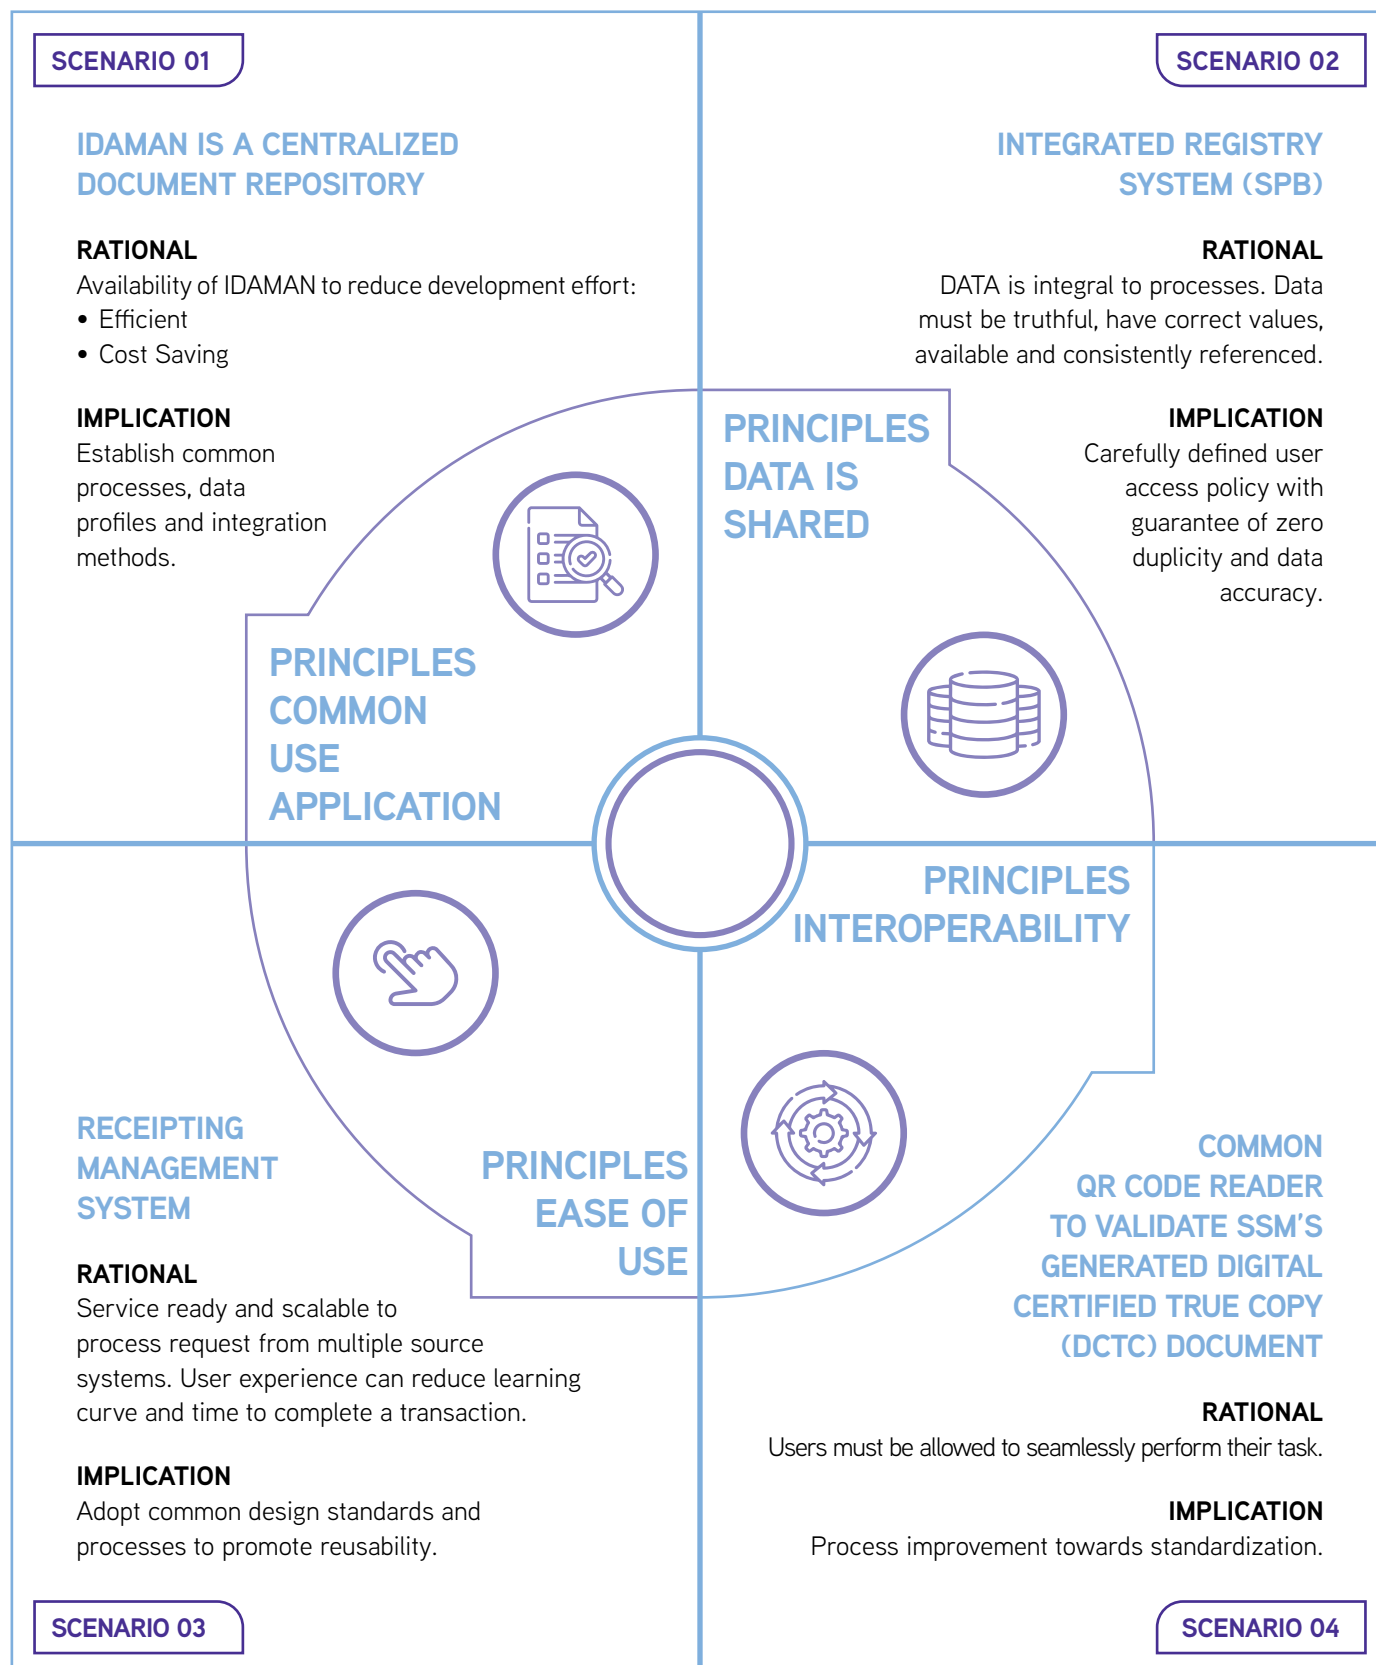 SCENARIO 01
IDAMAN IS A CENTRALIZED
DOCUMENT REPOSITORY
RATIONAL
Availability of IDAMAN to reduce development effort:
• Efficient
• Cost Saving
IMPLICATION
Establish common
processes, data
profiles and integration
methods.
PRINCIPLES
COMMON
USE
APPLICATION
SCENARIO 02
INTEGRATED REGISTRY
SYSTEM (SPB)
RATIONAL
DATA is integral to processes. Data
must be truthful, have correct values,
available and consistently referenced.
IMPLICATION
Carefully defined user
access policy with
guarantee of zero
duplicity and data
accuracy.
PRINCIPLES
DATA IS
SHARED
PRINCIPLES
EASE OF
USE
RECEIPTING
MANAGEMENT
SYSTEM
RATIONAL
Service ready and scalable to
process request from multiple source
systems. User experience can reduce learning
curve and time to complete a transaction.
IMPLICATION
Adopt common design standards and
processes to promote reusability.
SCENARIO 03
PRINCIPLES
INTEROPERABILITY
COMMON
QR CODE READER
TO VALIDATE SSM'S
GENERATED DIGITAL
CERTIFIED TRUE COPY
(DCTC) DOCUMENT
RATIONAL
Users must be allowed to seamlessly perform their task.
IMPLICATION
Process improvement towards standardization.
SCENARIO 04